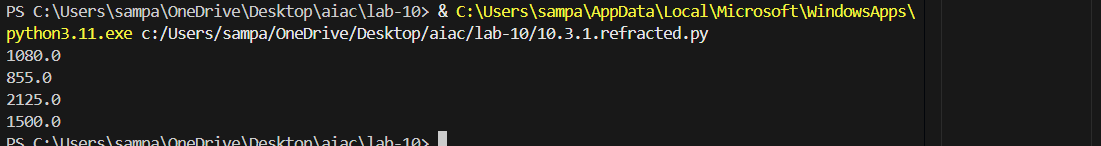 PS C:\Users\sampa\OneDrive\Desktop\aiac\lab-10> & C:\Users\sampa\AppData\Local\Microsoft\WindowsApps\
python3.11.exe c:/Users/sampa/OneDrive/Desktop/aiac/lab-10/10.3.1.refracted.py
1080.0
855.0
2125.0
1500.0
PS C:\Users\sampa\OneDrive\Desktop\aiac\lab-10>